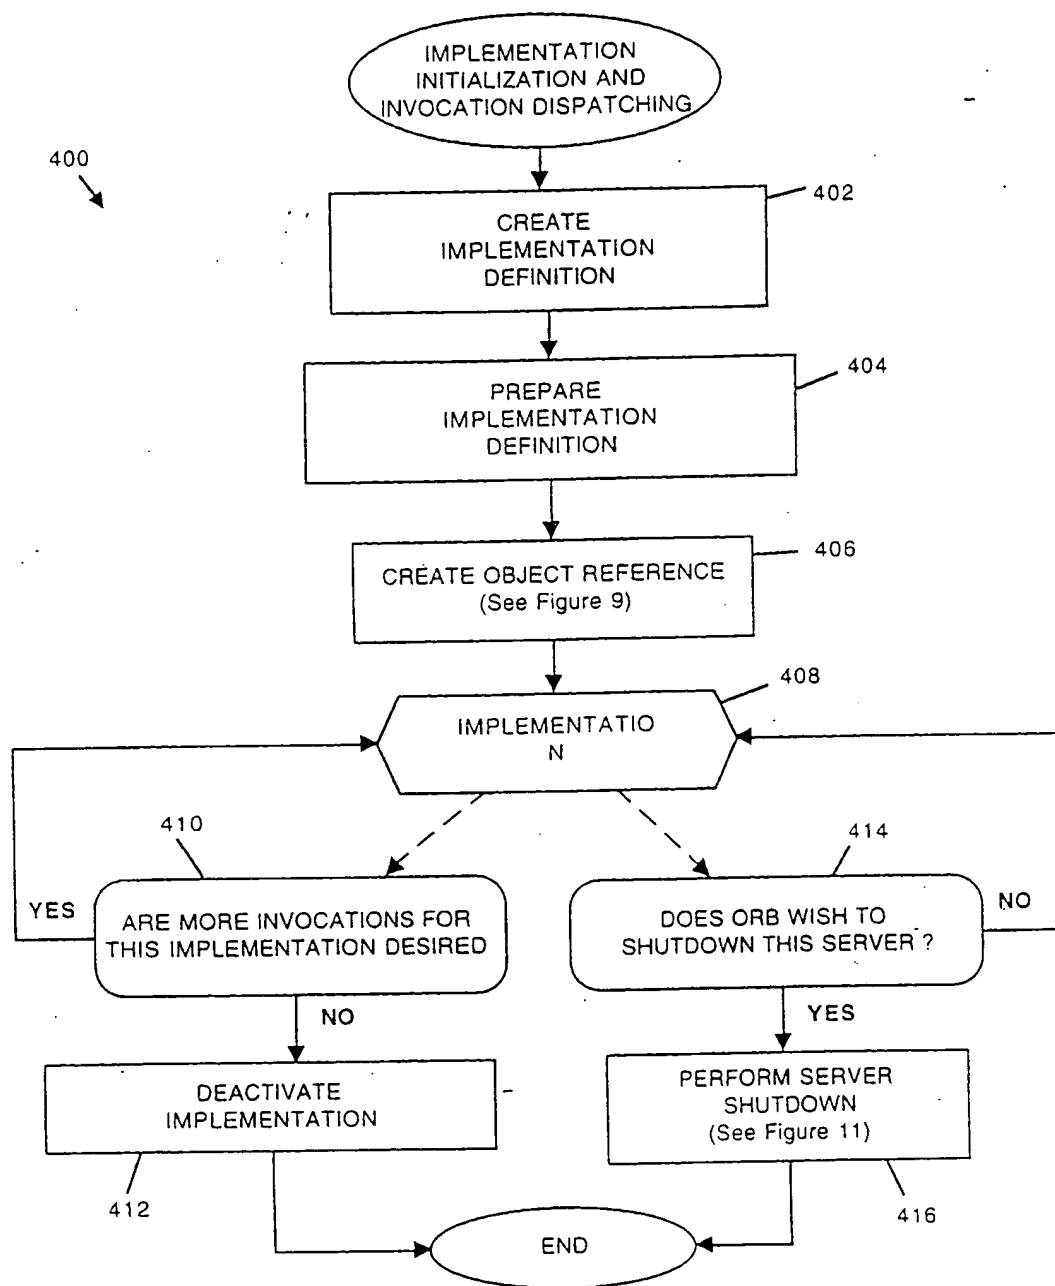 IMPLEMENTATION
INITIALIZATION AND
INVOCATION DISPATCHING
400
402
CREATE
IMPLEMENTATION
DEFINITION
404
PREPARE
IMPLEMENTATION
DEFINITION
406
CREATE OBJECT REFERENCE
(See Figure 9)
408
IMPLEMENTATIO
N
410
414
YES
ARE MORE INVOCATIONS FOR
THIS IMPLEMENTATION DESIRED
DOES ORB WISH TO
SHUTDOWN THIS SERVER ?
NO
NO
YES
DEACTIVATE
IMPLEMENTATION
PERFORM SERVER
SHUTDOWN
(See Figure 11)
412
416
END